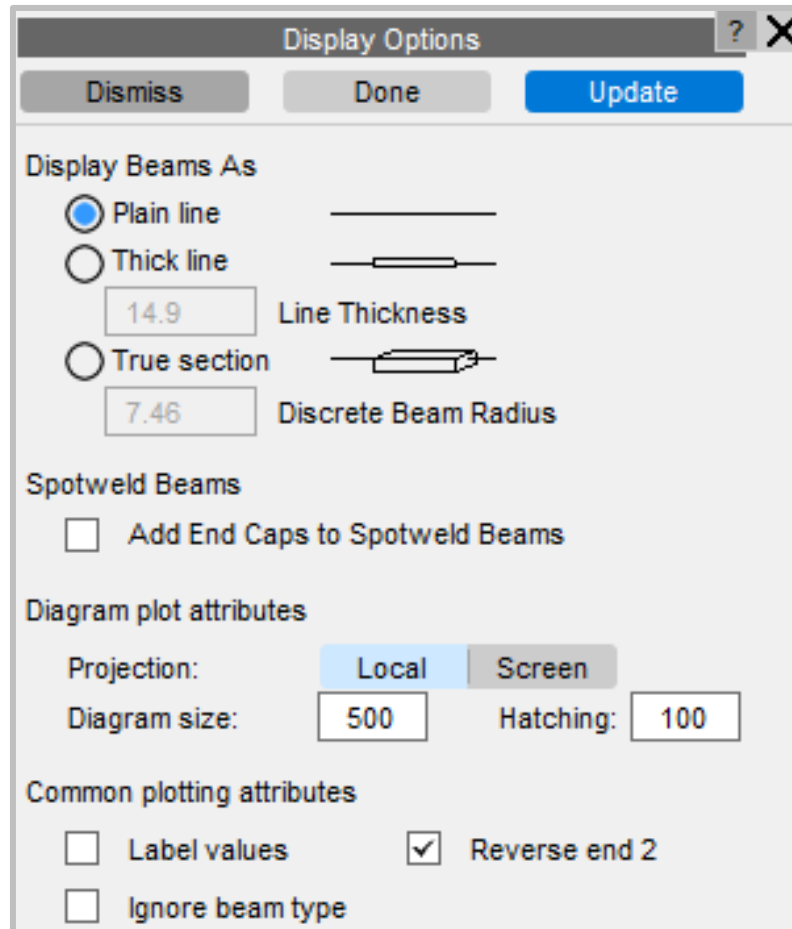 Display Options ?
Dismiss Done Update
Display Beams As
Plain line
Thick line
14.9 Line Thickness
True section
7.46 Discrete Beam Radius
Spotweld Beams
Add End Caps to Spotweld Beams
Diagram plot attributes
Projection: Local Screen
Diagram size: 500 Hatching: 100
Common plotting attributes
Label values Reverse end 2
Ignore beam type